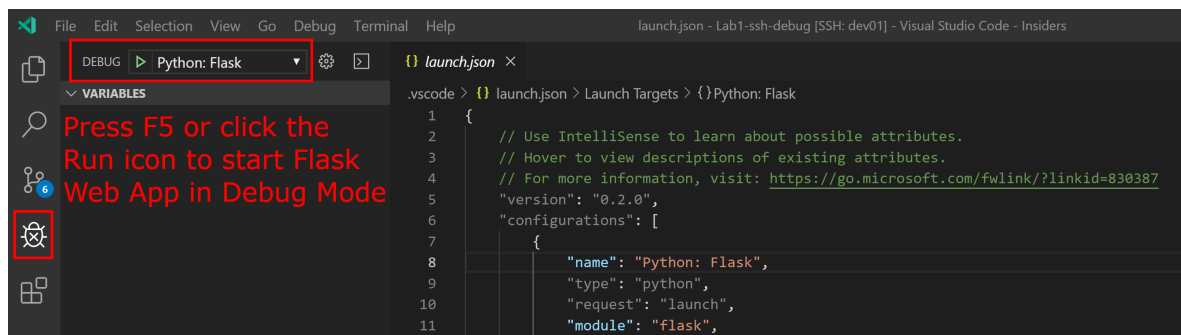 File Edit Selection View Go Debug Terminal Help launch.json - Lab1-ssh-debug [SSH: dev01] - Visual Studio Code - Insiders
DEBUG Python: Flask
VARIABLES
Press F5 or click the
Run icon to start Flask
Web App in Debug Mode
6
{} launch.json ×
.vscode > {} launch.json > Launch Targets > {} Python: Flask
1 {
2 // Use IntelliSense to learn about possible attributes.
3 // Hover to view descriptions of existing attributes.
4 // For more information, visit: https://go.microsoft.com/fwlink/?linkid=830387
5 "version": "0.2.0",
6 "configurations": [
7 {
8 "name": "Python: Flask",
9 "type": "python",
10 "request": "launch",
11 "module": "flask",